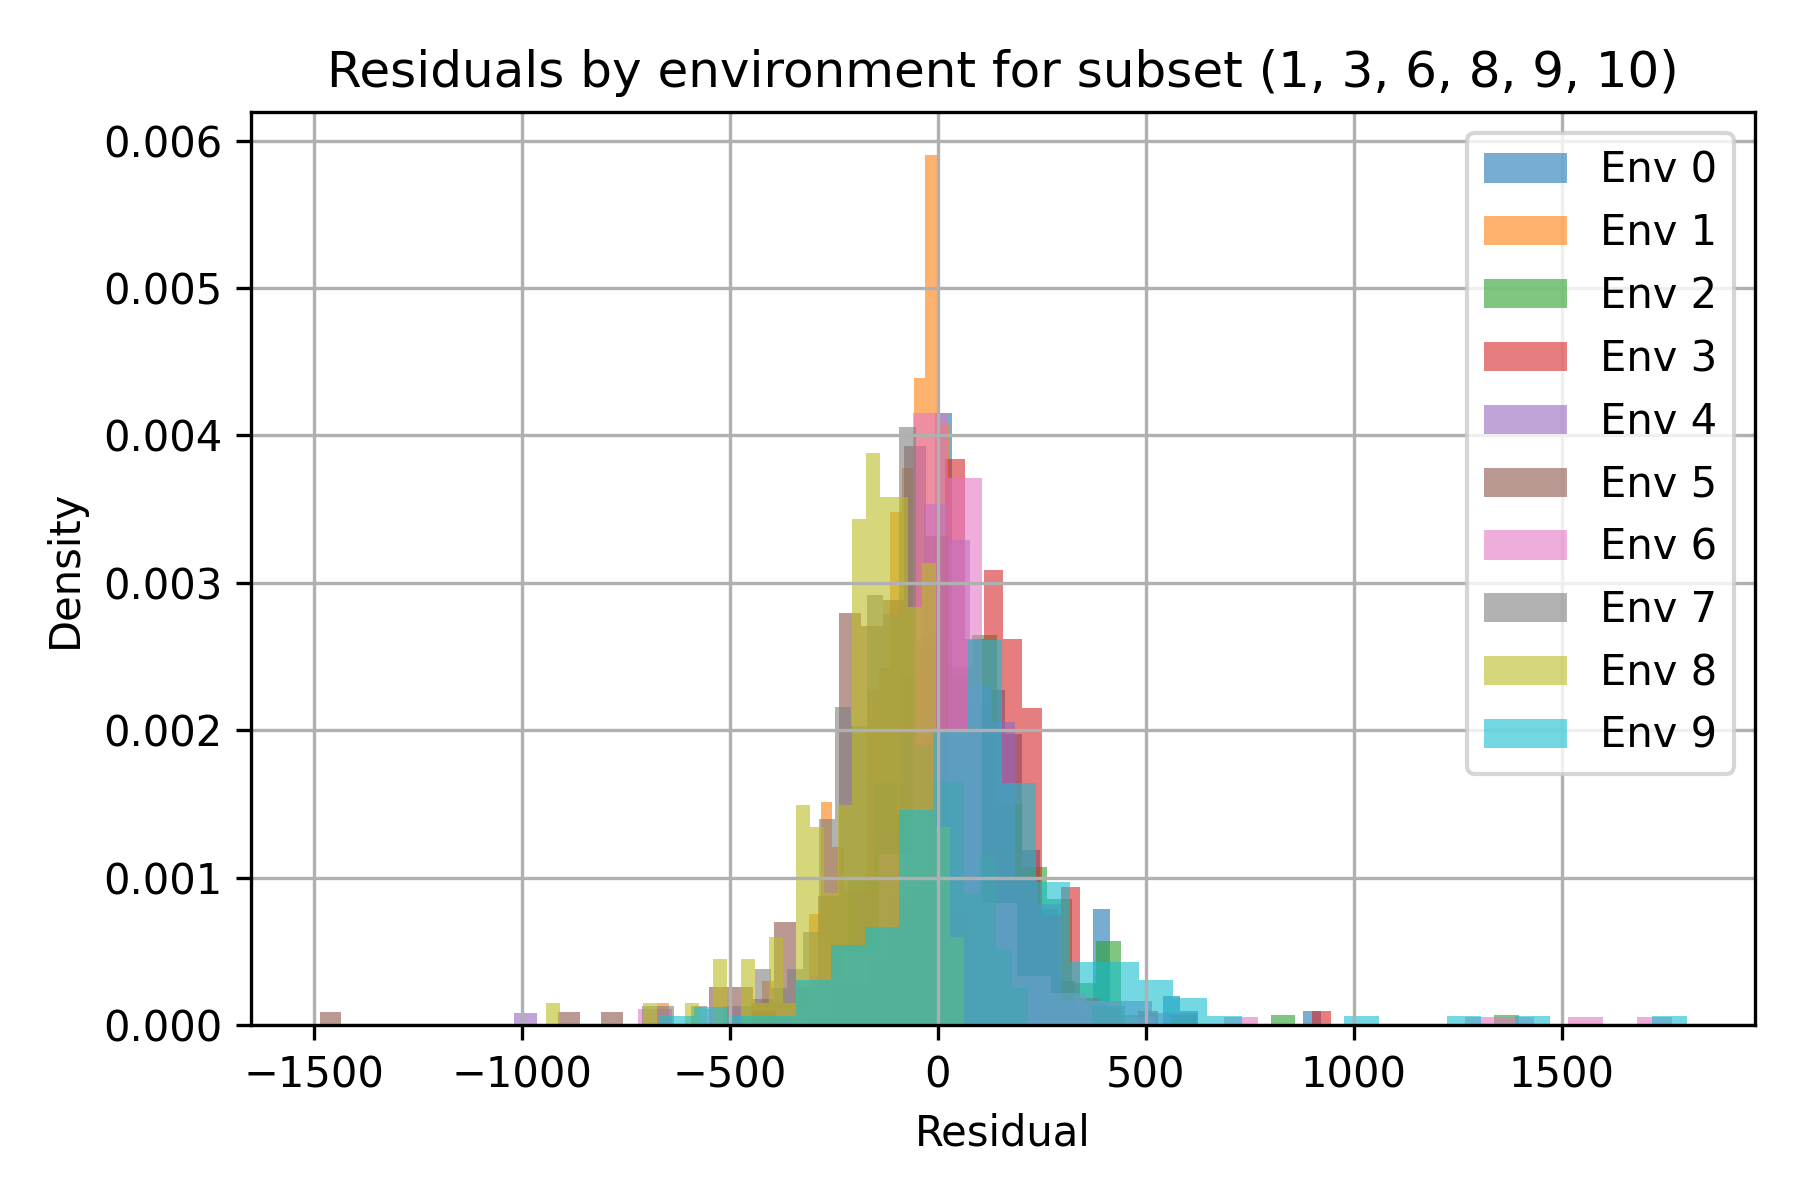 Residuals by environment for subset (1, 3, 6, 8, 9, 10)
0.006
0.005
0.004
0.003
0.002
0.001
0.000
Density
−1500
−1000
−500
0
500
1000
1500
Residual
Env 0
Env 1
Env 2
Env 3
Env 4
Env 5
Env 6
Env 7
Env 8
Env 9